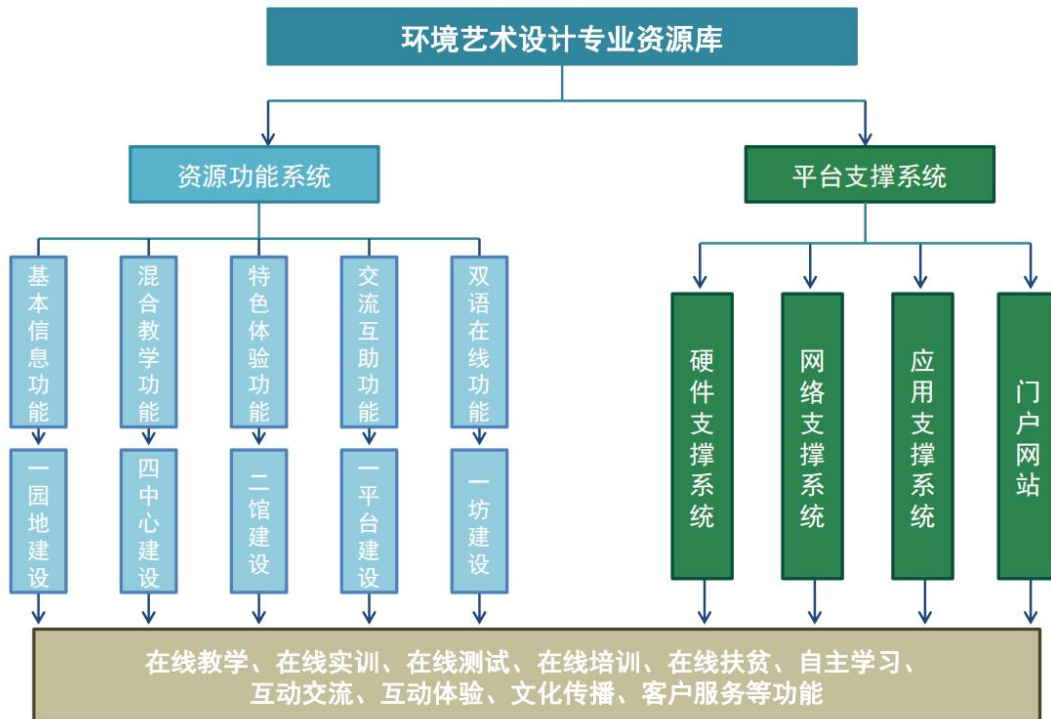 环境艺术设计专业资源库
资源功能系统
平台支撑系统
基本信息功能
混合教学功能
特色体验功能
交流互助功能
双语在线功能
一园地建设
四中心建设
二馆建设
一平台建设
一坊建设
硬件支撑系统
网络支撑系统
应用支撑系统
门户网站
在线教学、在线实训、在线测试、在线培训、在线扶贫、自主学习、
互动交流、互动体验、文化传播、客户服务等功能